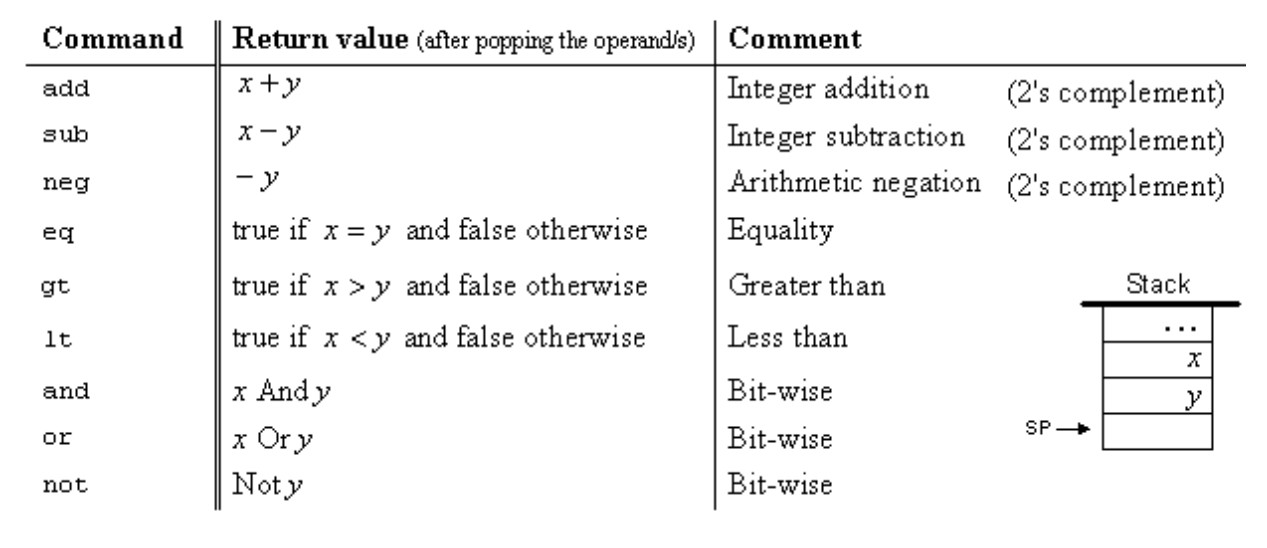 Command Return value (after popping the operand/s) Comment
add x + y Integer addition (2's complement)
sub x − y Integer subtraction (2's complement)
neg − y Arithmetic negation (2's complement)
eq true if x = y and false otherwise Equality
gt true if x > y and false otherwise Greater than
lt true if x < y and false otherwise Less than
and x And y Bit-wise
or x Or y Bit-wise
not Not y Bit-wise
Stack
...
x
y
SP